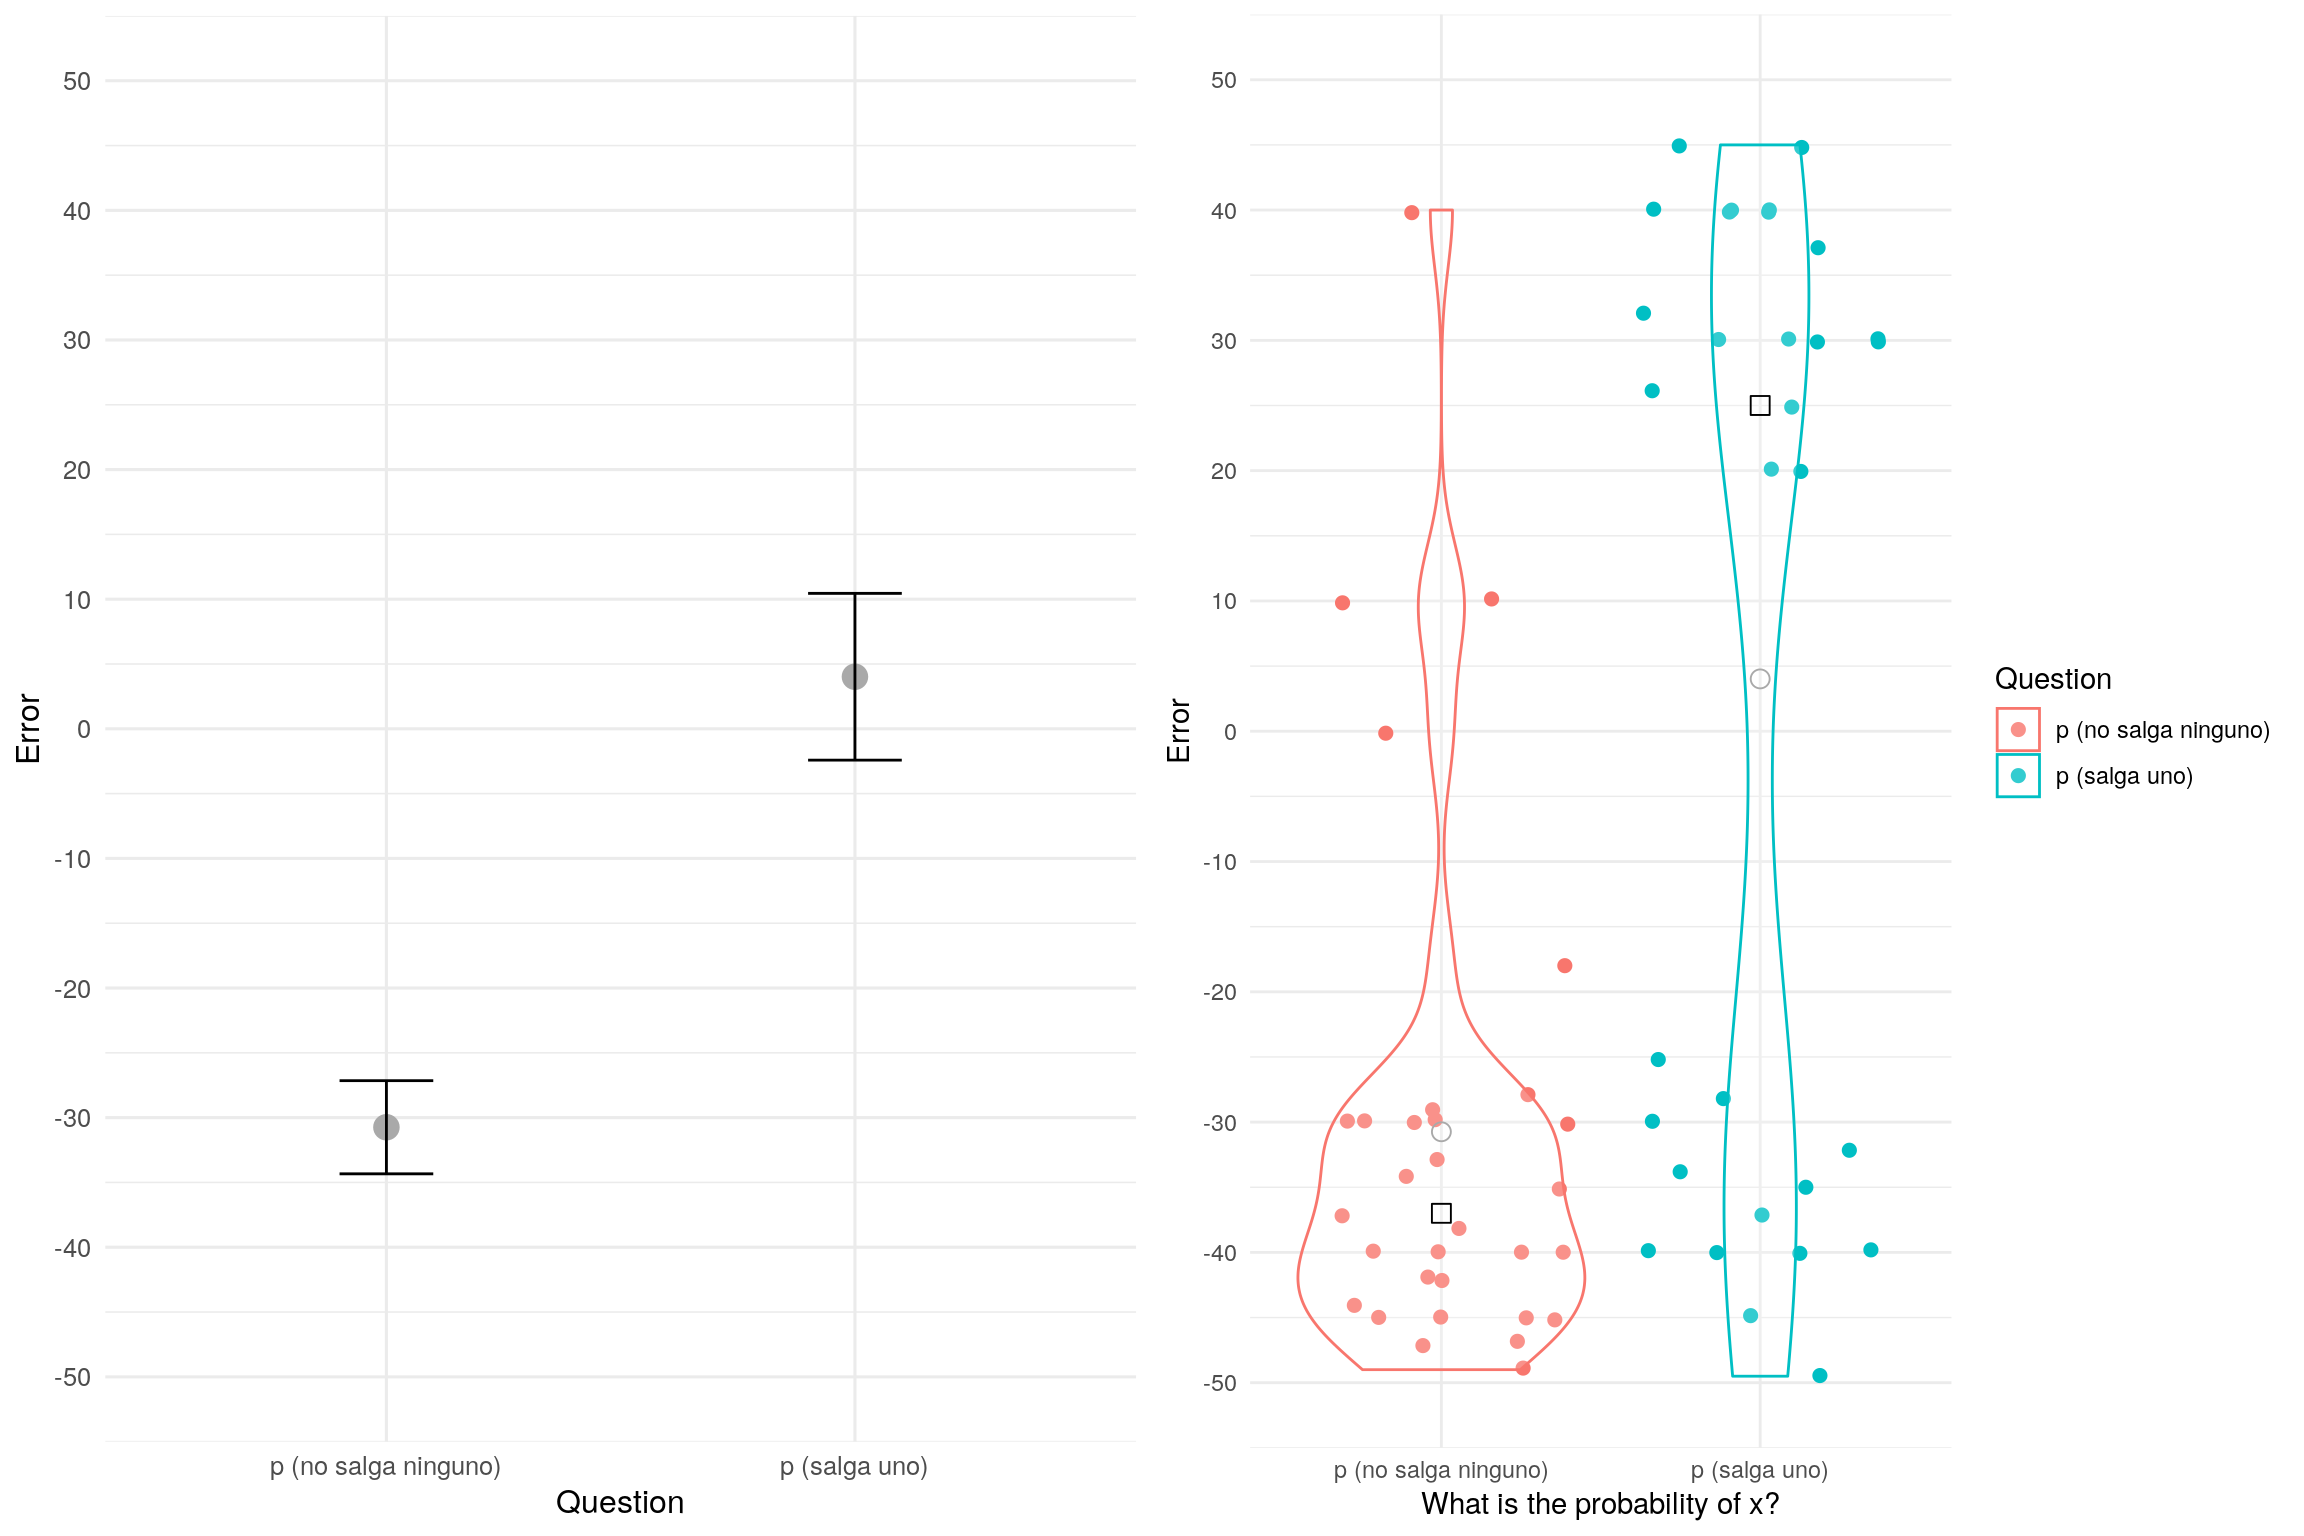 50
40
30
20
10
0
-10
-20
-30
-40
-50
Error
p (no salga ninguno)
p (salga uno)
Question
50
40
30
20
10
0
-10
-20
-30
-40
-50
Error
p (no salga ninguno)
p (salga uno)
What is the probability of x?
Question
p (no salga ninguno)
p (salga uno)